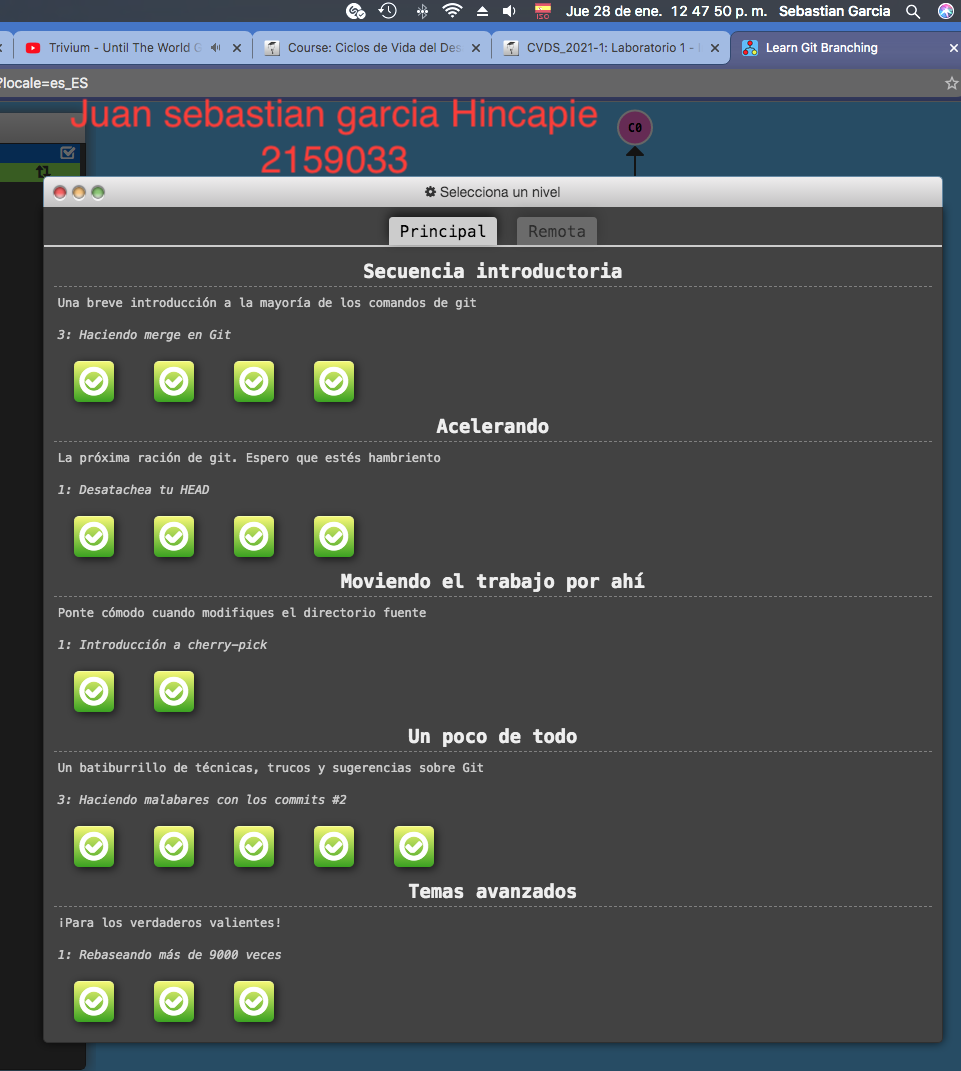 Jue 28 de ene. 12 47 50 p. m. Sebastian Garcia
Trivium - Until The World G
Course: Ciclos de Vida del Des
CVDS_2021-1: Laboratorio 1 -
Learn Git Branching
?locale=es_ES
Juan sebastian garcia Hincapie
2159033
C0
Selecciona un nivel
Principal
Remota
Secuencia introductoria
Una breve introducción a la mayoría de los comandos de git
3: Haciendo merge en Git
Acelerando
La próxima ración de git. Espero que estés hambriento
1: Desatachea tu HEAD
Moviendo el trabajo por ahí
Ponte cómodo cuando modifiques el directorio fuente
1: Introducción a cherry-pick
Un poco de todo
Un batiburrillo de técnicas, trucos y sugerencias sobre Git
3: Haciendo malabares con los commits #2
Temas avanzados
¡Para los verdaderos valientes!
1: Rebaseando más de 9000 veces